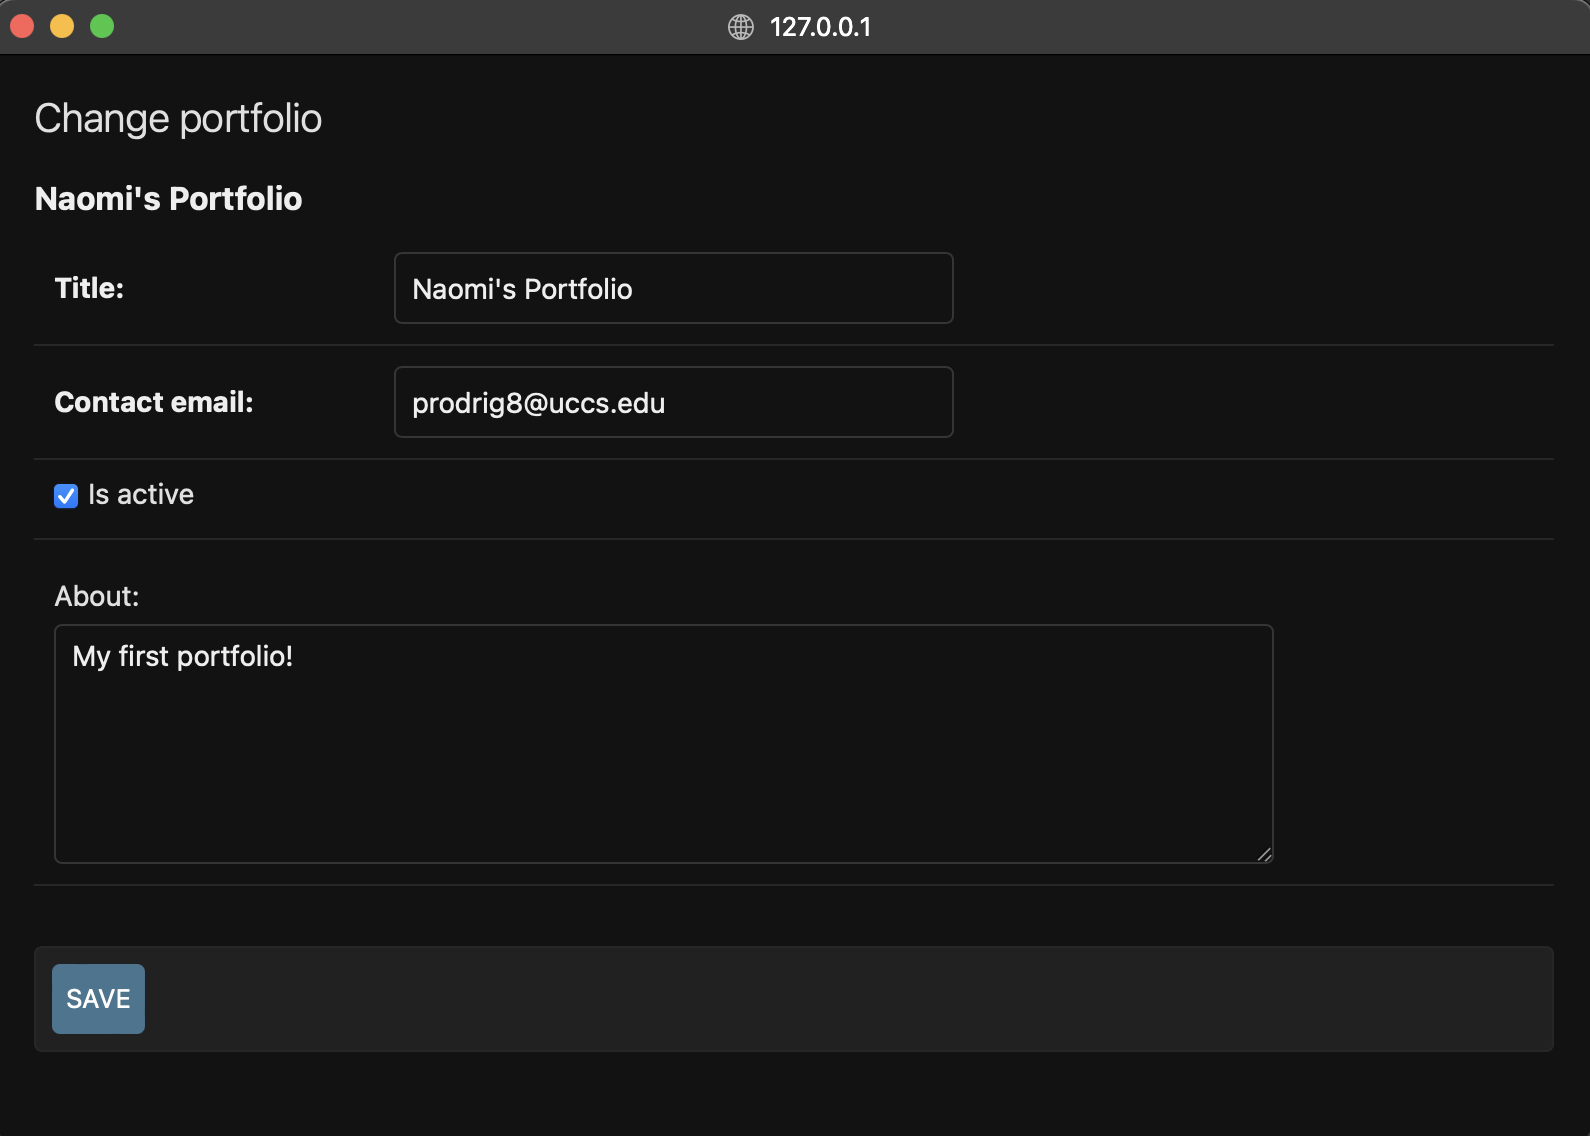 127.0.0.1
Change portfolio
Naomi's Portfolio
Title:
Naomi's Portfolio
Contact email:
prodrig8@uccs.edu
Is active
About:
My first portfolio!
SAVE